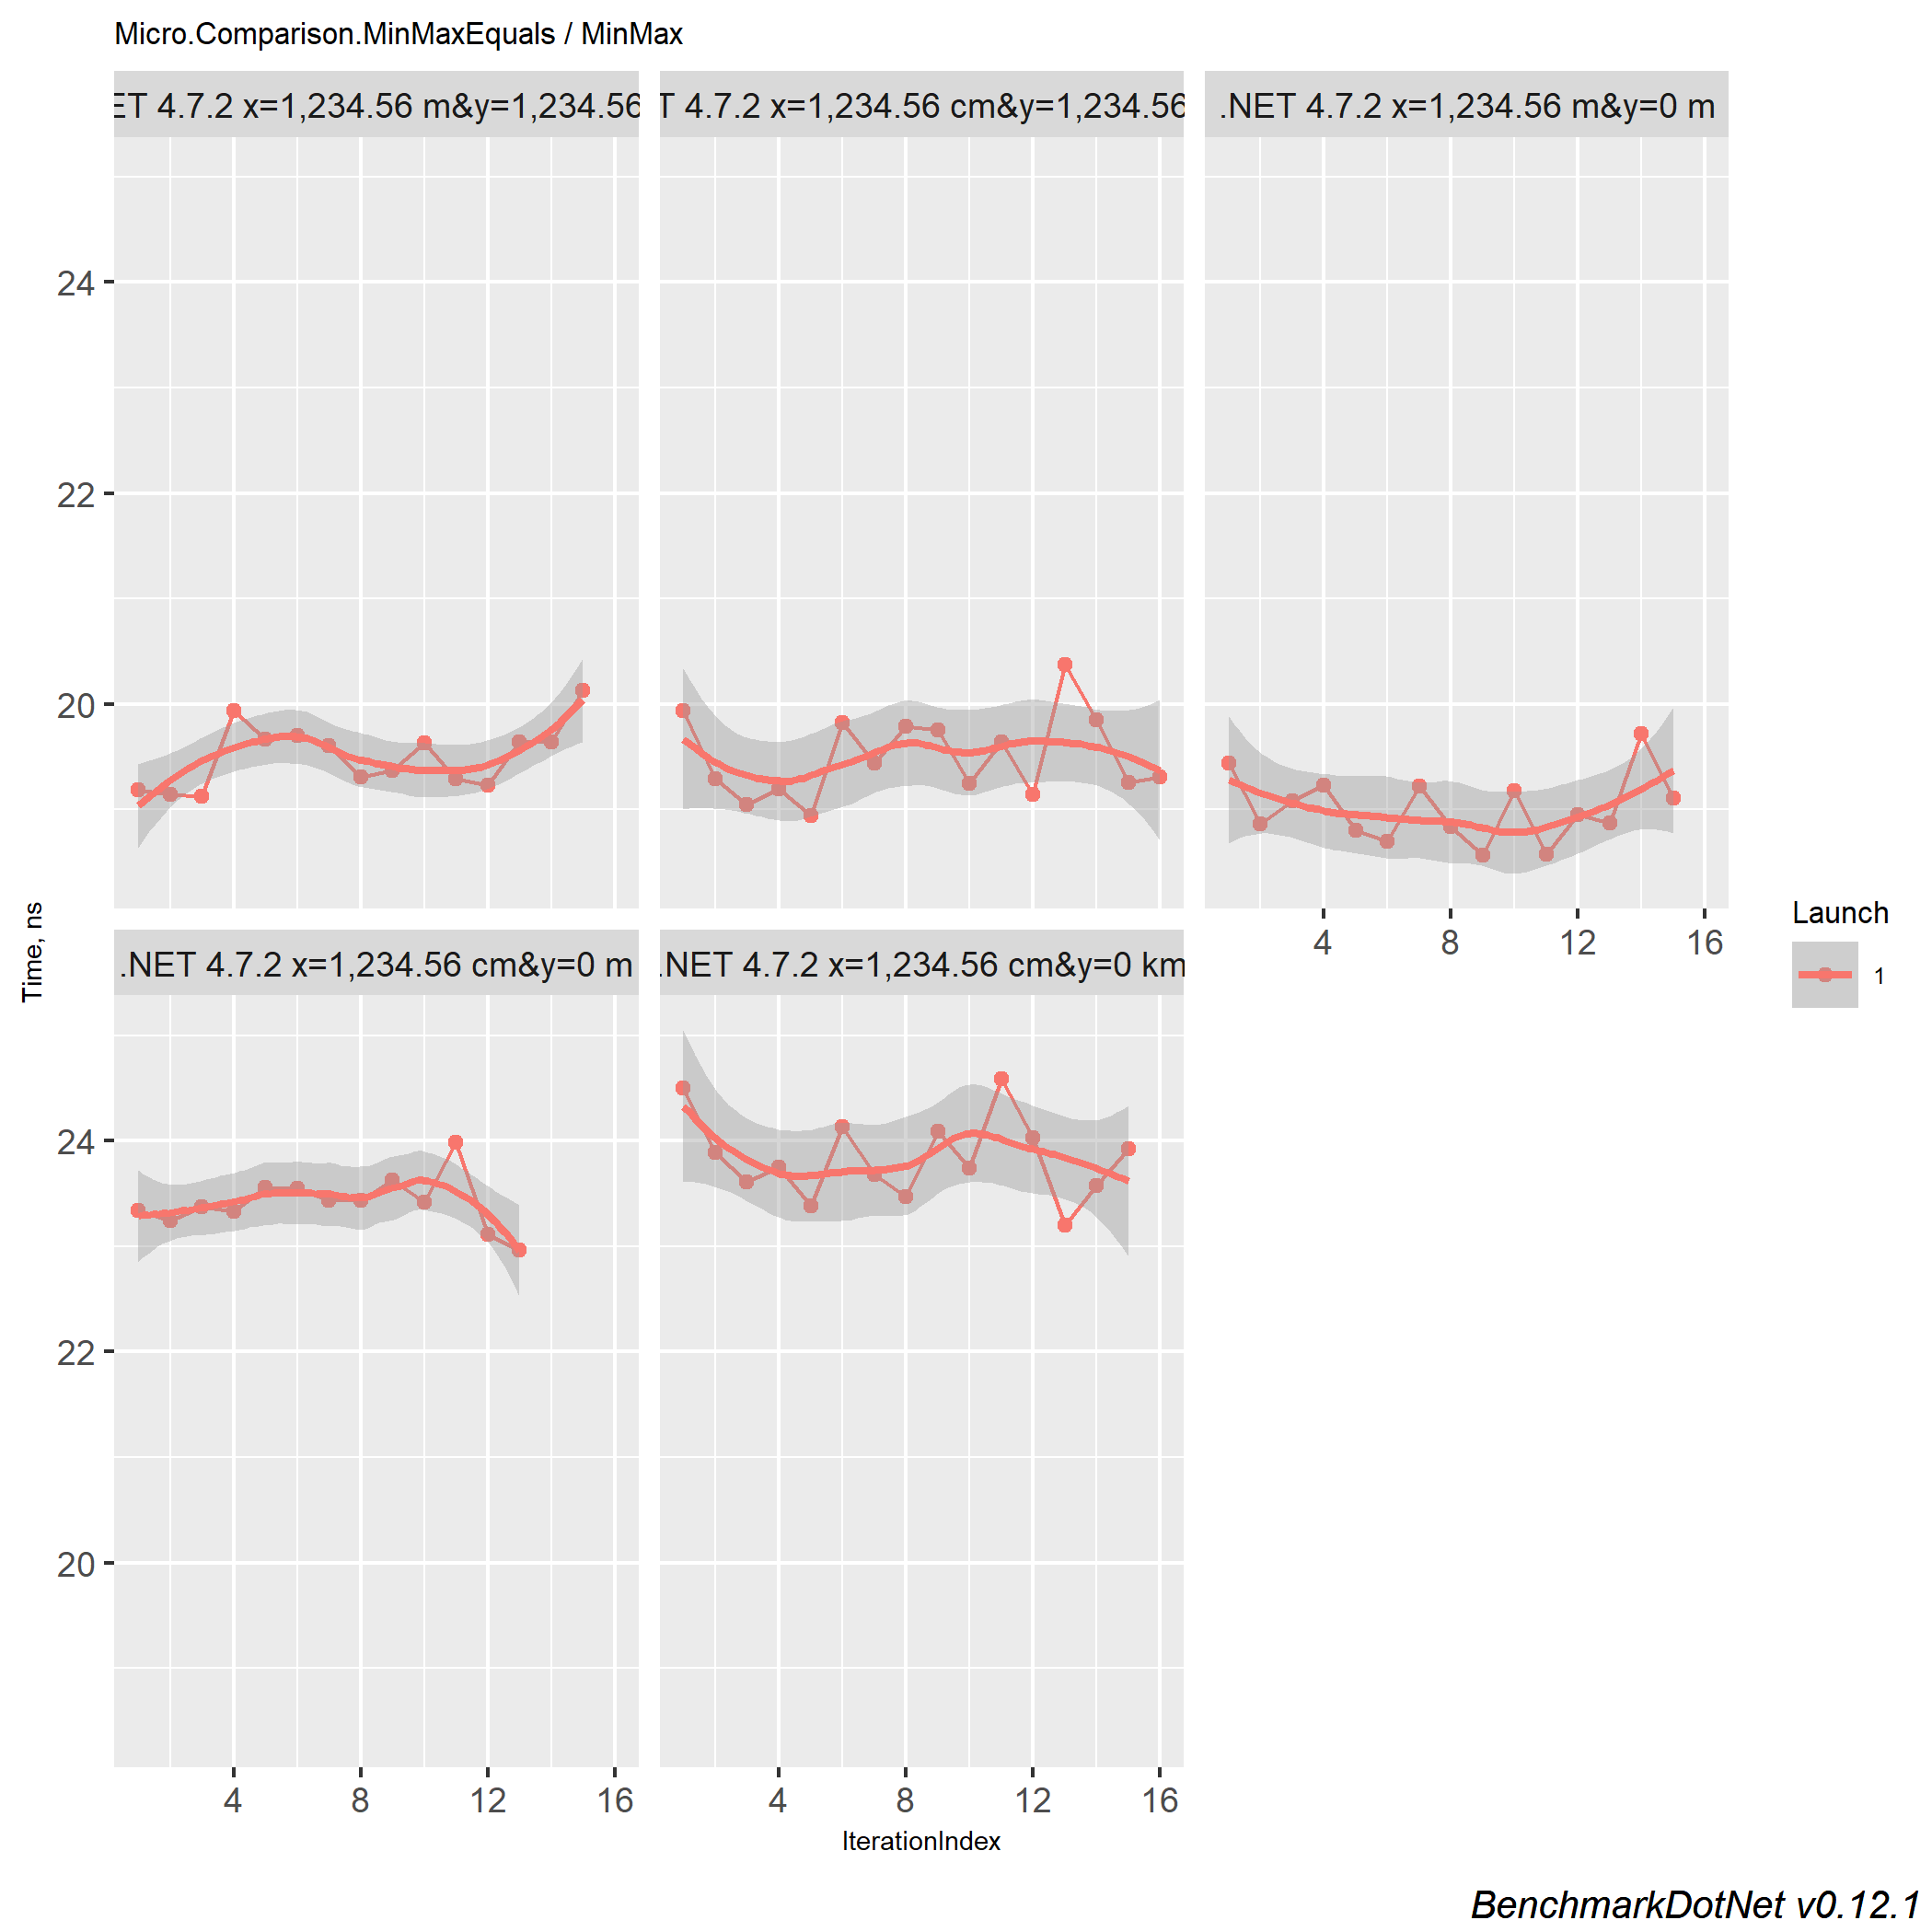 Micro.Comparison.MinMaxEquals / MinMax
ET 4.7.2 x=1,234.56 m&y=1,234.56
T 4.7.2 x=1,234.56 cm&y=1,234.56
.NET 4.7.2 x=1,234.56 m&y=0 m
24
22
20
4 8 12 16
Time, ns
Launch
1
.NET 4.7.2 x=1,234.56 cm&y=0 m
.NET 4.7.2 x=1,234.56 cm&y=0 km
24
22
20
4 8 12 16
4 8 12 16
IterationIndex
BenchmarkDotNet v0.12.1